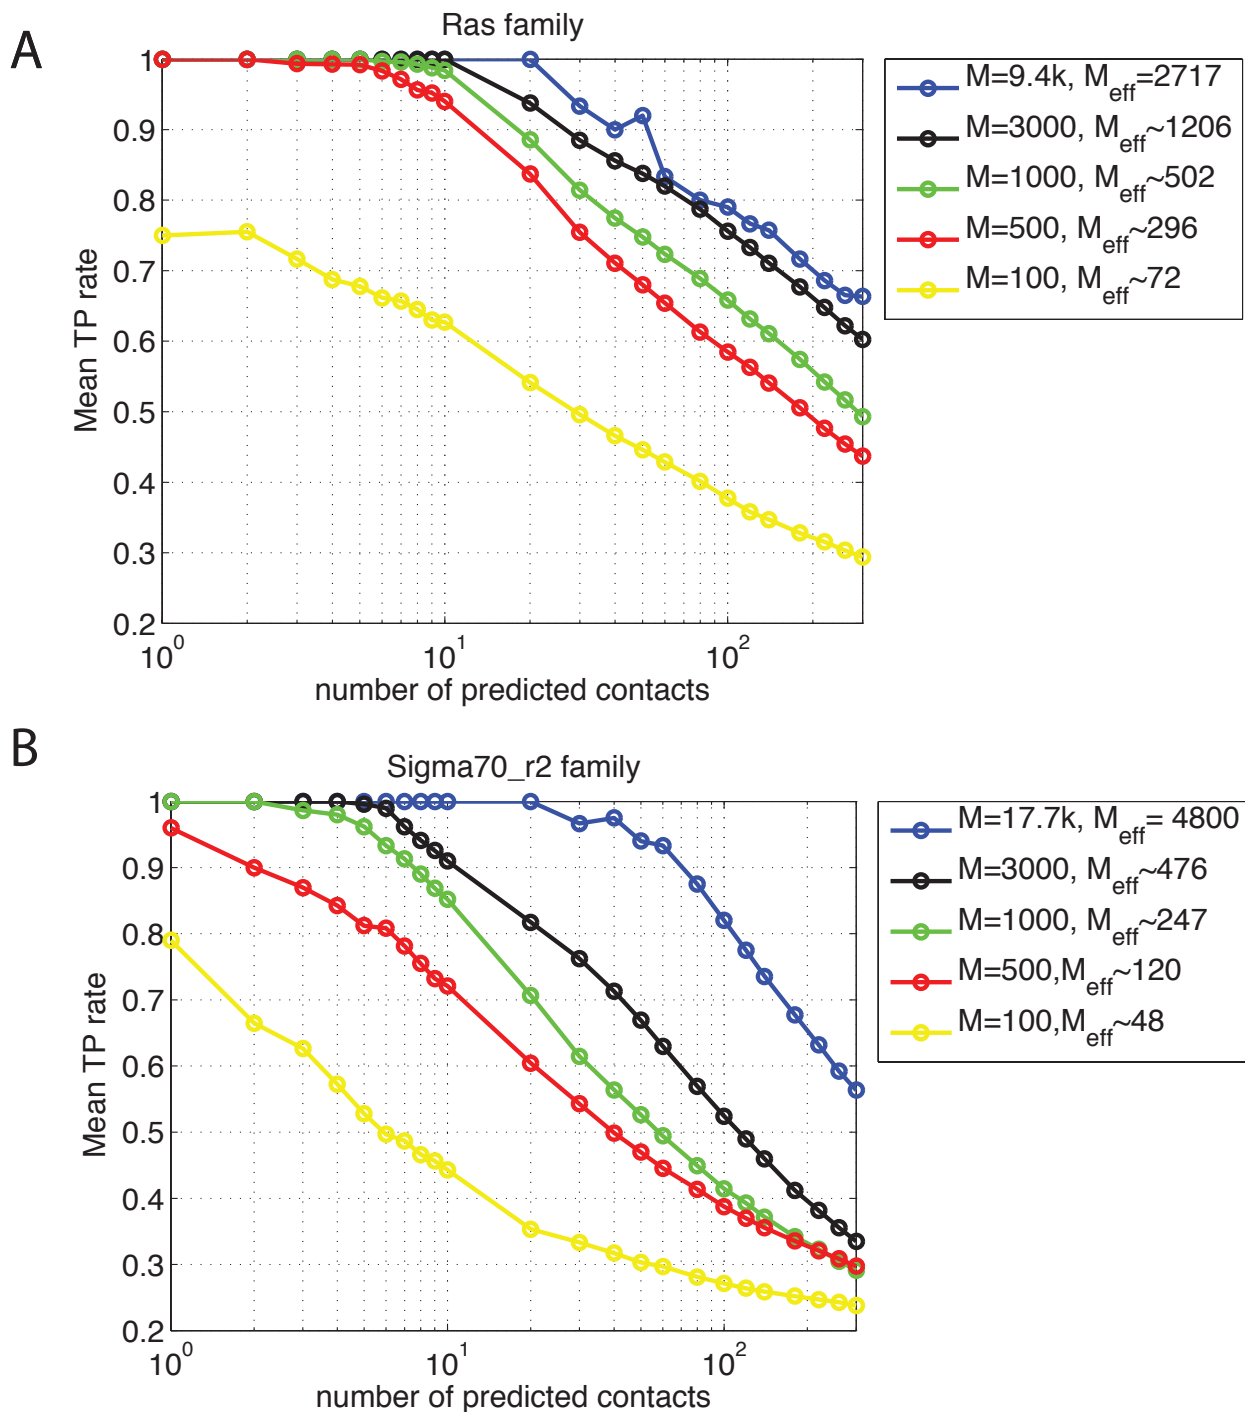 A
Ras family
1
0.9
0.8
0.7
0.6
0.5
0.4
0.3
0.2
Mean TP rate
10^0
10^1
10^2
number of predicted contacts
M=9.4k, M_eff=2717
M=3000, M_eff~1206
M=1000, M_eff~502
M=500, M_eff~296
M=100, M_eff~72
B
Sigma70_r2 family
1
0.9
0.8
0.7
0.6
0.5
0.4
0.3
0.2
Mean TP rate
10^0
10^1
10^2
number of predicted contacts
M=17.7k, M_eff= 4800
M=3000, M_eff~476
M=1000, M_eff~247
M=500,M_eff~120
M=100,M_eff~48